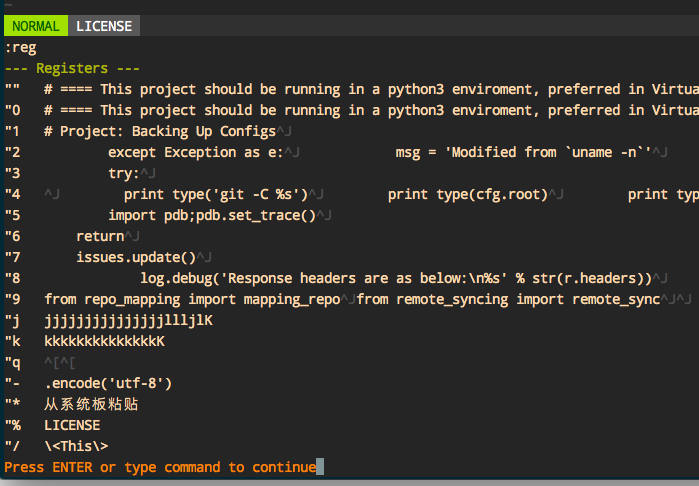 ~
NORMAL LICENSE
:reg
--- Registers ---
"" # ==== This project should be running in a python3 enviroment, preferred in Virtua
"0 # ==== This project should be running in a python3 enviroment, preferred in Virtua
"1 # Project: Backing Up Configs^J
"2 except Exception as e:^J msg = 'Modified from `uname -n`'^J
"3 try:^J
"4 ^J print type('git -C %s')^J print type(cfg.root)^J print typ
"5 import pdb;pdb.set_trace()^J
"6 return^J
"7 issues.update()^J
"8 log.debug('Response headers are as below:\n%s' % str(r.headers))^J
"9 from repo_mapping import mapping_repo^Jfrom remote_syncing import remote_sync^J^J
"j jjjjjjjjjjjjjjjllljlK
"k kkkkkkkkkkkkkkK
"q ^[^[
"- .encode('utf-8')
"* 从系统板粘贴
"% LICENSE
"/ \<This\>
Press ENTER or type command to continue